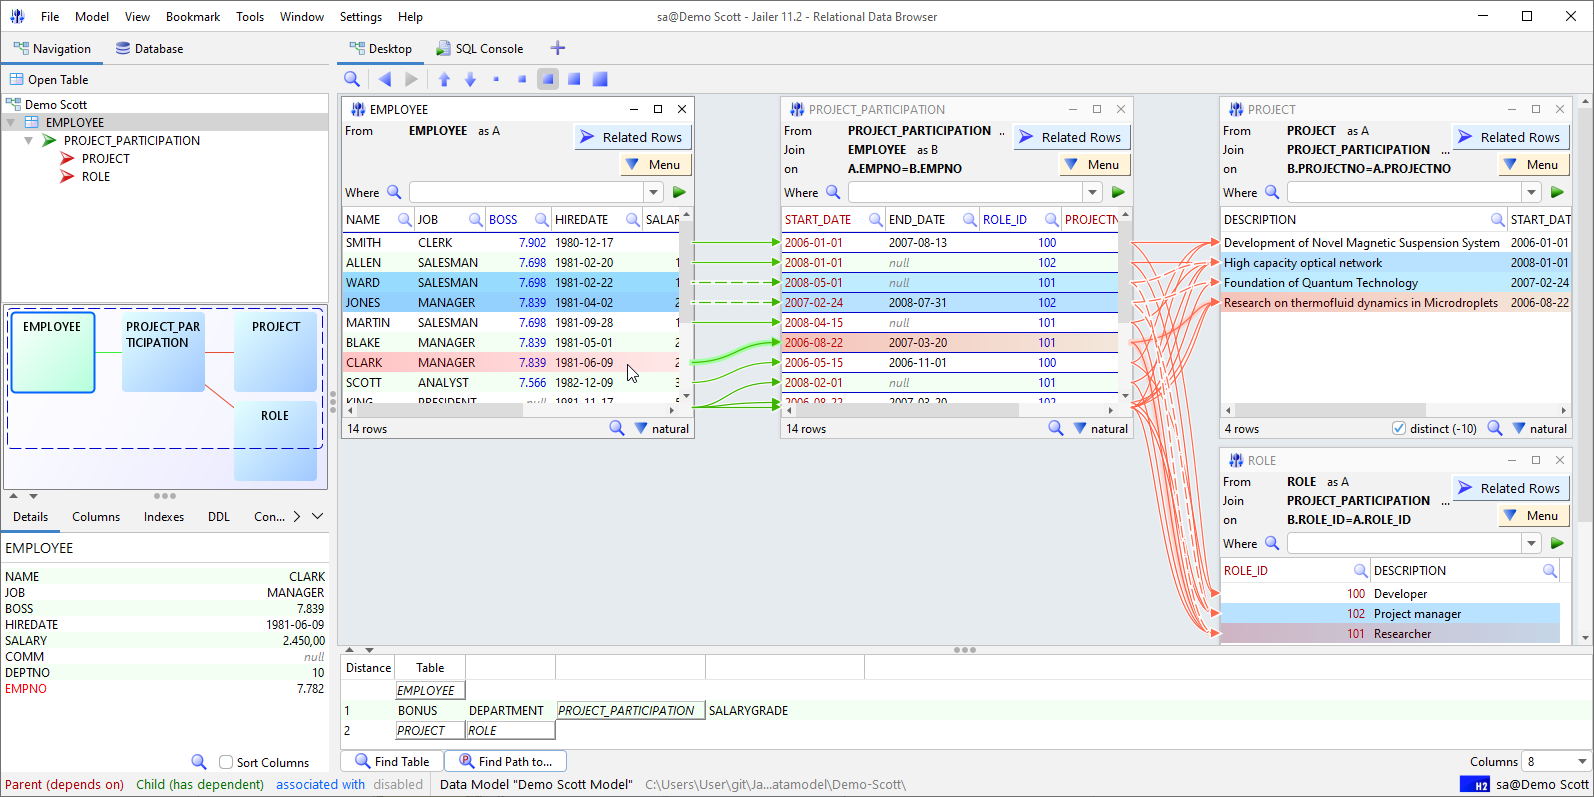 File Model View Bookmark Tools Window Settings Help
sa@Demo Scott - Jailer 11.2 - Relational Data Browser
Navigation Database
Desktop SQL Console
Open Table
Demo Scott
EMPLOYEE
PROJECT_PARTICIPATION
PROJECT
ROLE
EMPLOYEE
PROJECT_PAR
TICIPATION
PROJECT
ROLE
Details Columns Indexes DDL Con...
EMPLOYEE
NAME CLARK
JOB MANAGER
BOSS 7.839
HIREDATE 1981-06-09
SALARY 2.450,00
COMM null
DEPTNO 10
EMPNO 7.782
Sort Columns
EMPLOYEE
From EMPLOYEE as A
Related Rows
Menu
Where
NAME JOB BOSS HIREDATE SALAR
SMITH CLERK 7.902 1980-12-17
ALLEN SALESMAN 7.698 1981-02-20 1
WARD SALESMAN 7.698 1981-02-22 1
JONES MANAGER 7.839 1981-04-02 2
MARTIN SALESMAN 7.698 1981-09-28 1
BLAKE MANAGER 7.839 1981-05-01 2
CLARK MANAGER 7.839 1981-06-09 2
SCOTT ANALYST 7.566 1982-12-09 3
KING PRESIDENT null 1981-11-17 5
14 rows natural
PROJECT_PARTICIPATION
From PROJECT_PARTICIPATION ..
Join EMPLOYEE as B
on A.EMPNO=B.EMPNO
Related Rows
Menu
Where
START_DATE END_DATE ROLE_ID PROJECTN
2006-01-01 2007-08-13 100
2008-01-01 null 102
2008-05-01 null 101
2007-02-24 2008-07-31 102
2008-04-15 null 101
2006-08-22 2007-03-20 101
2006-05-15 2006-11-01 100
2008-02-01 null 101
2006-08-22 2007-03-20 102
14 rows natural
PROJECT
From PROJECT as A
Join PROJECT_PARTICIPATION ...
on B.PROJECTNO=A.PROJECTNO
Related Rows
Menu
Where
DESCRIPTION START_DAT
Development of Novel Magnetic Suspension System 2006-01-01
High capacity optical network 2008-01-01
Foundation of Quantum Technology 2007-02-24
Research on thermofluid dynamics in Microdroplets 2006-08-22
4 rows distinct (-10) natural
ROLE
From ROLE as A
Join PROJECT_PARTICIPATION ...
on B.ROLE_ID=A.ROLE_ID
Related Rows
Menu
Where
ROLE_ID DESCRIPTION
100 Developer
102 Project manager
101 Researcher
Distance Table
EMPLOYEE
1 BONUS DEPARTMENT PROJECT_PARTICIPATION SALARYGRADE
2 PROJECT ROLE
Find Table Find Path to...
Columns 8
Parent (depends on) Child (has dependent) associated with disabled
Data Model "Demo Scott Model" C:\Users\User\git\Ja...atamodel\Demo-Scott\
H2 sa@Demo Scott